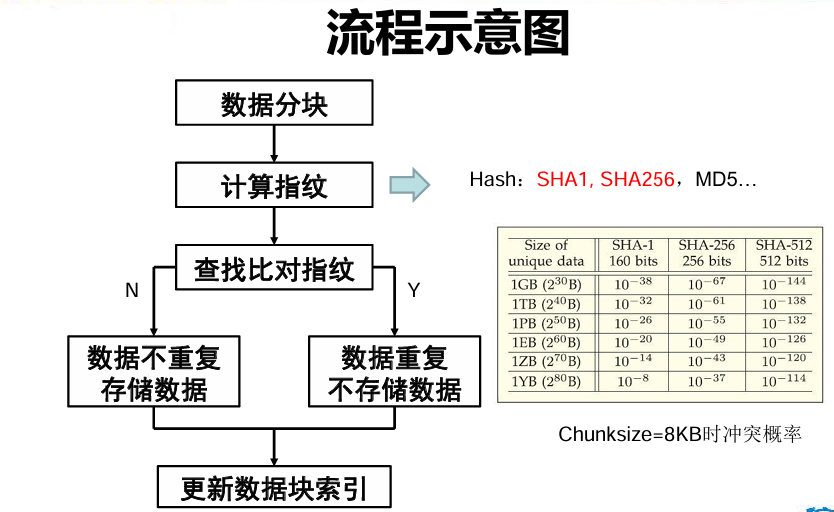 流程示意图
数据分块
计算指纹
Hash：SHA1, SHA256，MD5…
查找比对指纹
N
Y
数据不重复
存储数据
数据重复
不存储数据
更新数据块索引
Size of unique data SHA-1 160 bits SHA-256 256 bits SHA-512 512 bits
1GB (2^30B) 10^−38 10^−67 10^−144
1TB (2^40B) 10^−32 10^−61 10^−138
1PB (2^50B) 10^−26 10^−55 10^−132
1EB (2^60B) 10^−20 10^−49 10^−126
1ZB (2^70B) 10^−14 10^−43 10^−120
1YB (2^80B) 10^−8 10^−37 10^−114
Chunksize=8KB时冲突概率